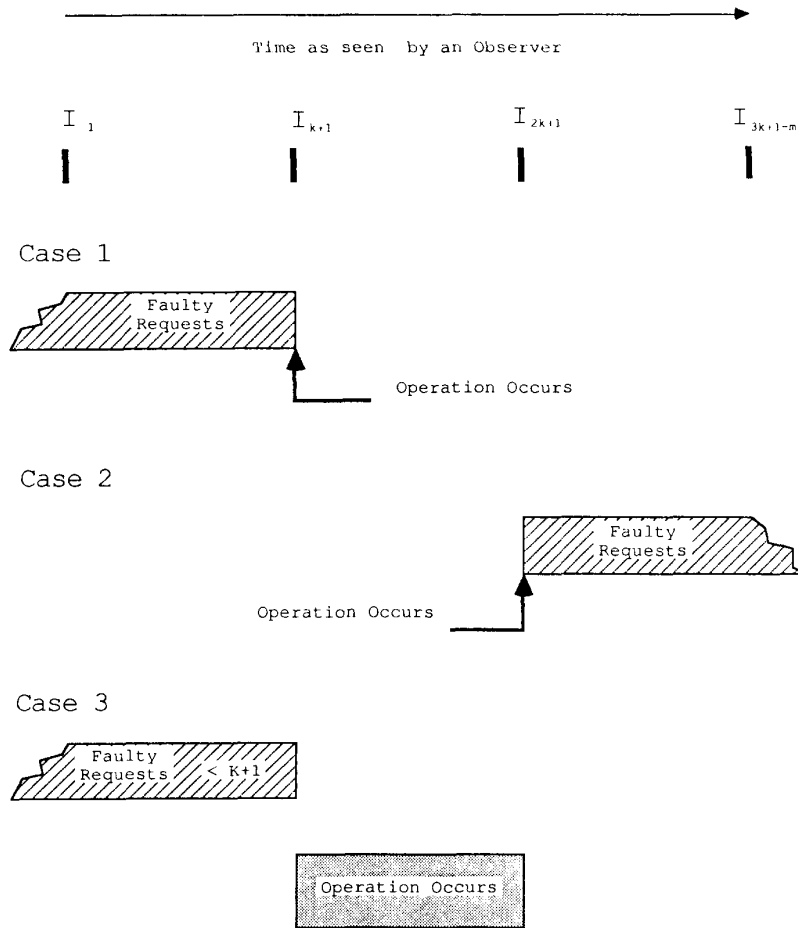 Time as seen by an Observer
I 1 I k+1 I 2k+1 I 3k+1-m
Case 1
Faulty
Requests
Operation Occurs
Case 2
Faulty
Requests
Operation Occurs
Case 3
Faulty
Requests < K+1
Operation Occurs